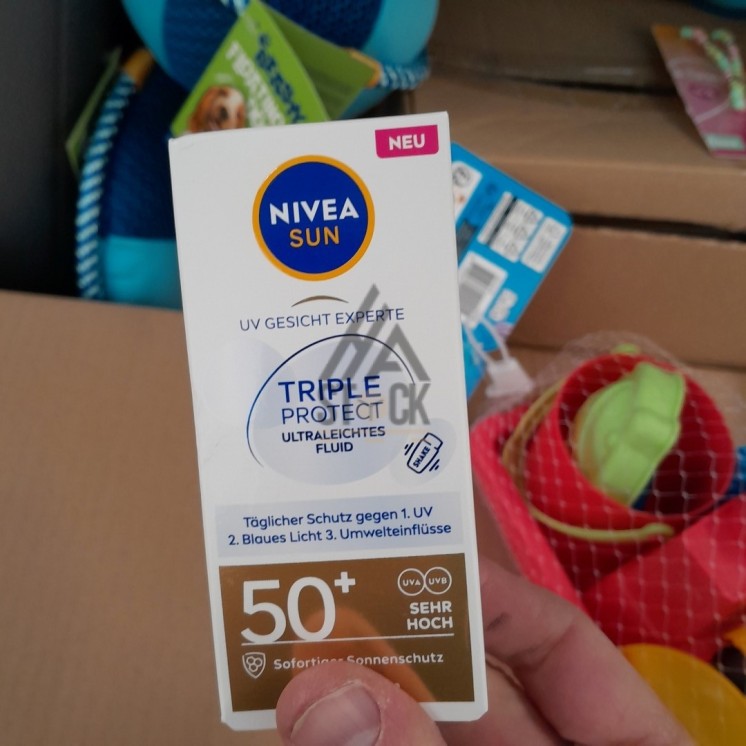 NEU
NIVEA
SUN
UV GESICHT EXPERTE
TRIPLE
PROTECT
ULTRALEICHTES
FLUID
SHAKE!
Täglicher Schutz gegen 1. UV
2. Blaues Licht 3. Umwelteinflüsse
50+
UVA UVB
SEHR
HOCH
Sofortiger Sonnenschutz